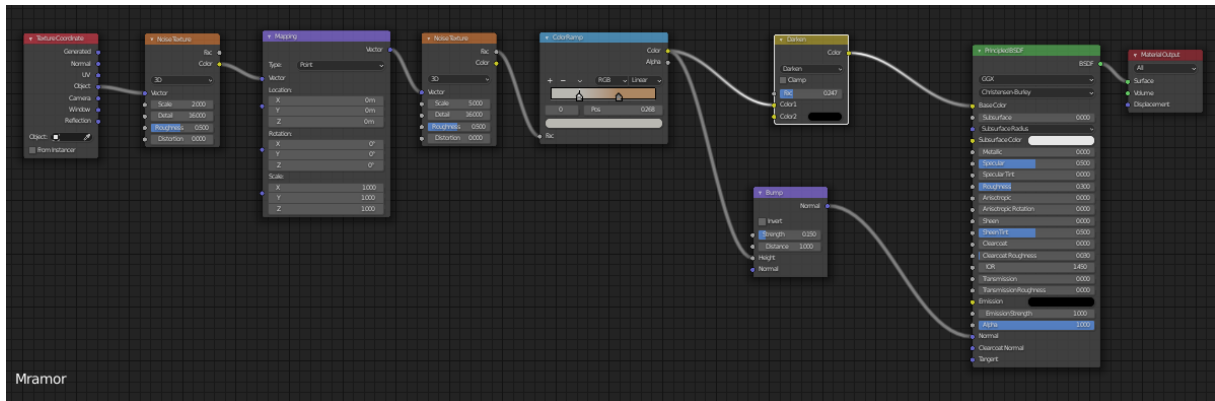 Texture Coordinate
Generated
Normal
UV
Object
Camera
Window
Reflection
Object:
From Instancer
Noise Texture
Fac
Color
3D
Vector
Scale 2.000
Detail 16.000
Roughness 0.500
Distortion 0.000
Mapping
Vector
Type: Point
Vector
Location:
X 0 m
Y 0 m
Z 0 m
Rotation:
X 0°
Y 0°
Z 0°
Scale:
X 1.000
Y 1.000
Z 1.000
Noise Texture
Fac
Color
3D
Vector
Scale 5.000
Detail 16.000
Roughness 0.500
Distortion 0.000
ColorRamp
Color
Alpha
RGB Linear
0 Pos 0.268
Fac
Darken
Color
Darken
Clamp
Fac 0.247
Color1
Color2
Bump
Normal
Invert
Strength 0.150
Distance 1.000
Height
Normal
Principled BSDF
BSDF
GGX
Christensen-Burley
Base Color
Subsurface 0.000
Subsurface Radius
Subsurface Color
Metallic 0.000
Specular 0.500
Specular Tint 0.000
Roughness 0.300
Anisotropic 0.000
Anisotropic Rotation 0.000
Sheen 0.000
Sheen Tint 0.500
Clearcoat 0.000
Clearcoat Roughness 0.030
IOR 1.450
Transmission 0.000
Transmission Roughness 0.000
Emission
Emission Strength 1.000
Alpha 1.000
Normal
Clearcoat Normal
Tangent
Material Output
All
Surface
Volume
Displacement
Mramor